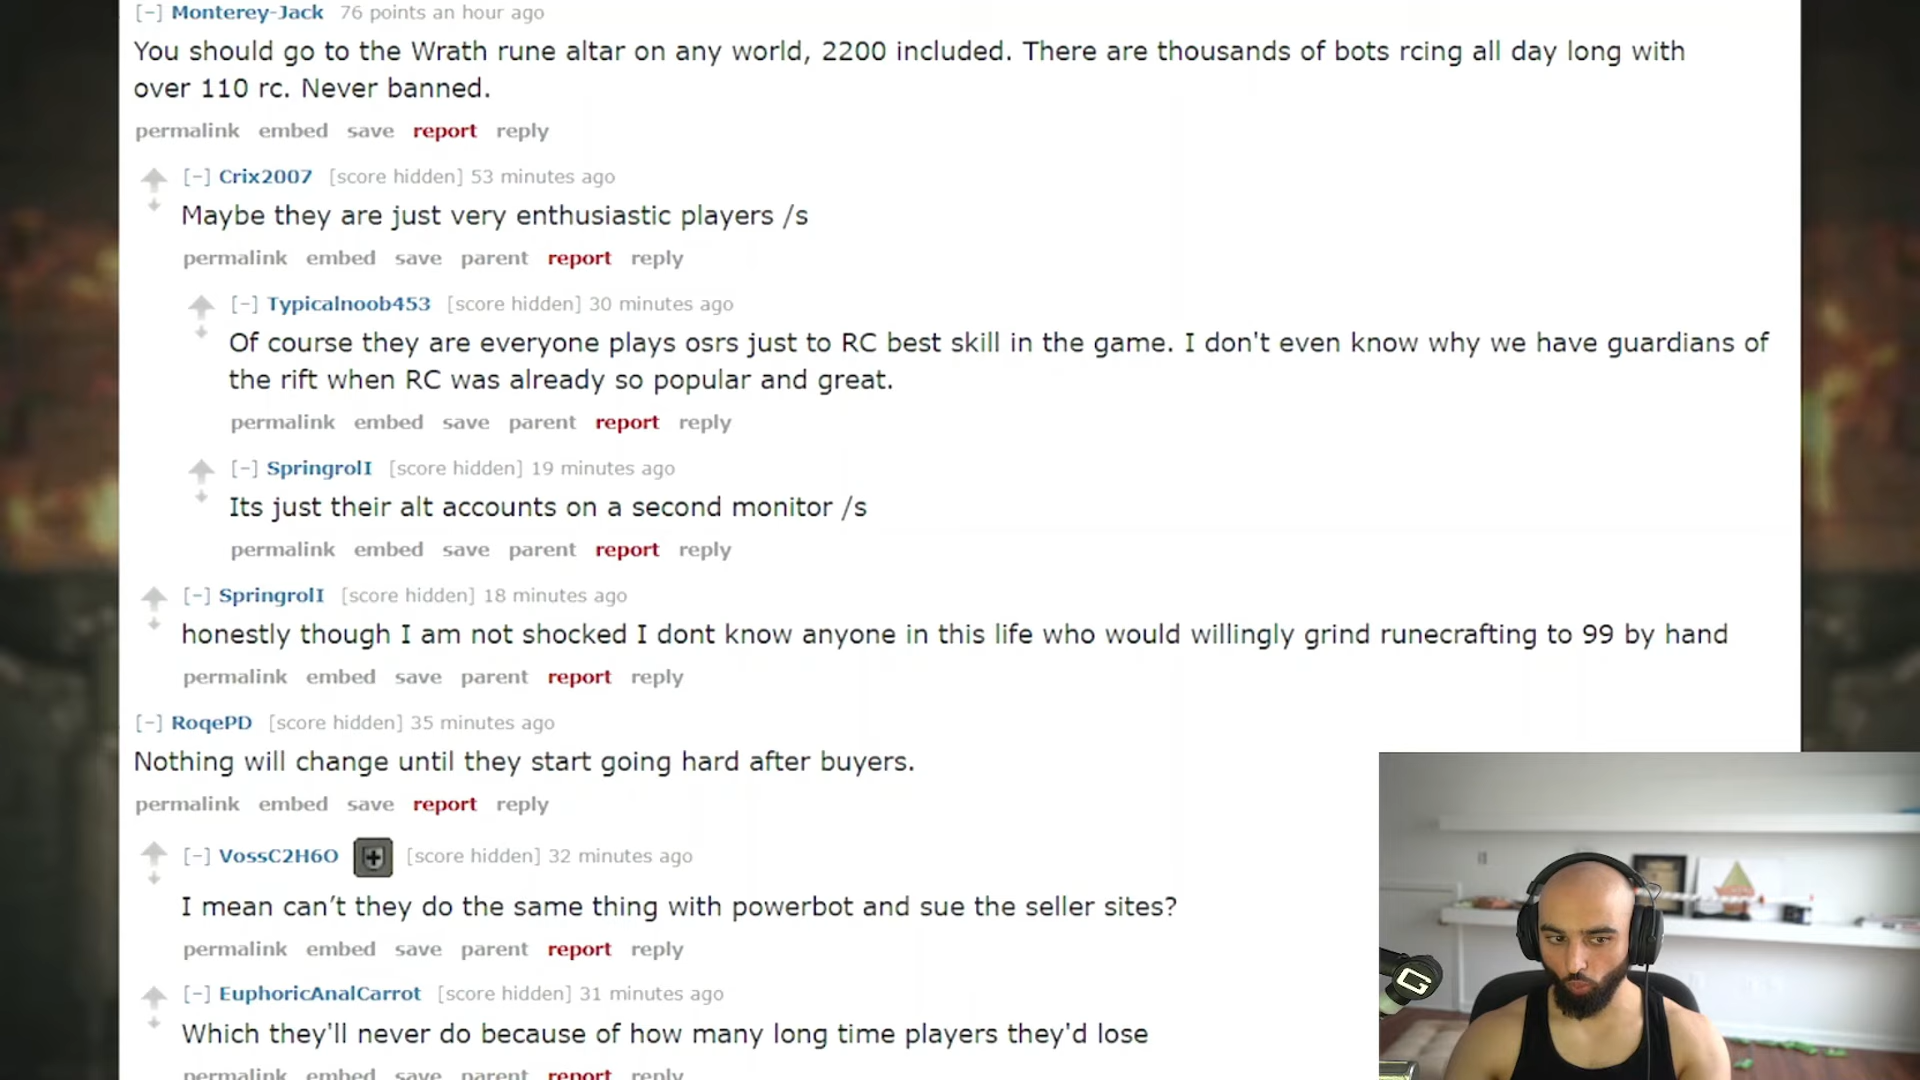 [-] Monterey-Jack 76 points an hour ago
You should go to the Wrath rune altar on any world, 2200 included. There are thousands of bots rcing all day long with
over 110 rc. Never banned.
permalink embed save report reply
[-] Crix2007 [score hidden] 53 minutes ago
Maybe they are just very enthusiastic players /s
permalink embed save parent report reply
[-] Typicalnoob453 [score hidden] 30 minutes ago
Of course they are everyone plays osrs just to RC best skill in the game. I don't even know why we have guardians of
the rift when RC was already so popular and great.
permalink embed save parent report reply
[-] SpringrolI [score hidden] 19 minutes ago
Its just their alt accounts on a second monitor /s
permalink embed save parent report reply
[-] SpringrolI [score hidden] 18 minutes ago
honestly though I am not shocked I dont know anyone in this life who would willingly grind runecrafting to 99 by hand
permalink embed save parent report reply
[-] RoqePD [score hidden] 35 minutes ago
Nothing will change until they start going hard after buyers.
permalink embed save report reply
[-] VossC2H6O [score hidden] 32 minutes ago
I mean can’t they do the same thing with powerbot and sue the seller sites?
permalink embed save parent report reply
[-] EuphoricAnalCarrot [score hidden] 31 minutes ago
Which they'll never do because of how many long time players they'd lose
permalink embed save parent report reply